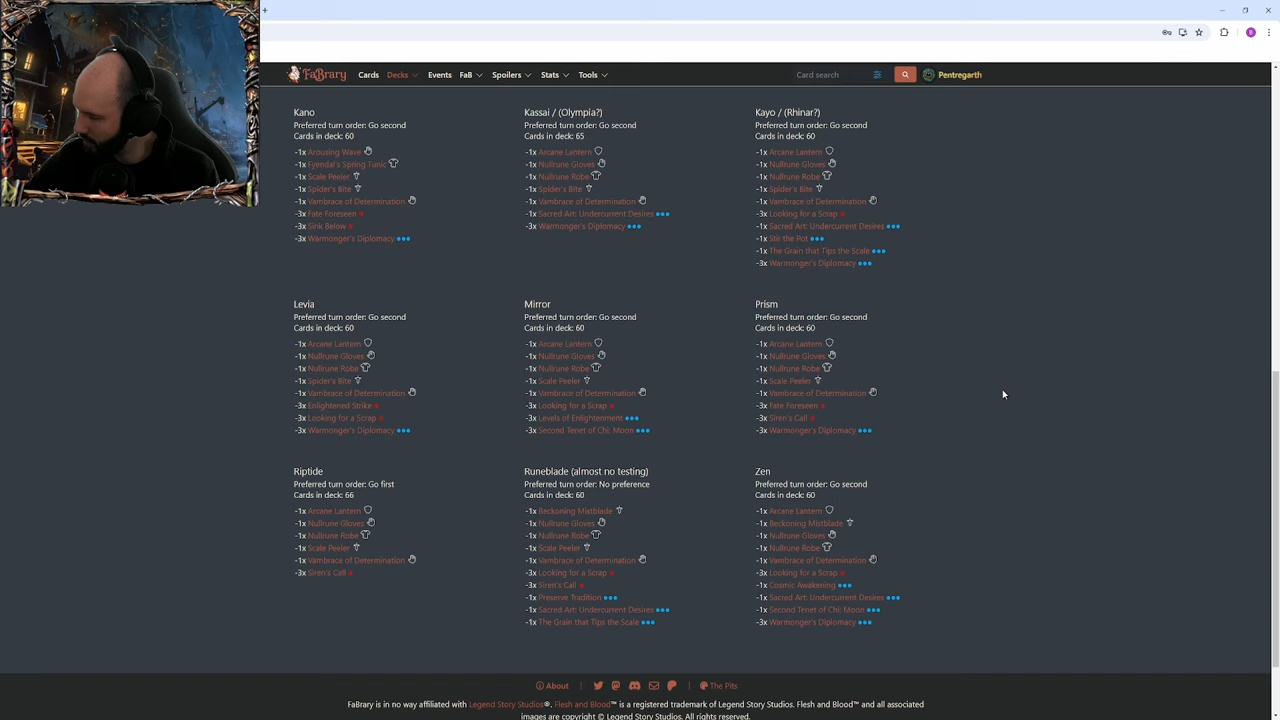 FaBrary Cards Decks Events FaB Spoilers Stats Tools Card search Pentregarth
Kano
Preferred turn order: Go second
Cards in deck: 60
-1x Arousing Wave
-1x Fyendal's Spring Tunic
-1x Scale Peeler
-1x Spider's Bite
-1x Vambrace of Determination
-3x Fate Foreseen
-3x Sink Below
-3x Warmonger's Diplomacy
Kassai / (Olympia?)
Preferred turn order: Go second
Cards in deck: 65
-1x Arcane Lantern
-1x Nullrune Gloves
-1x Nullrune Robe
-1x Spider's Bite
-1x Vambrace of Determination
-1x Sacred Art: Undercurrent Desires
-3x Warmonger's Diplomacy
Kayo / (Rhinar?)
Preferred turn order: Go second
Cards in deck: 60
-1x Arcane Lantern
-1x Nullrune Gloves
-1x Nullrune Robe
-1x Spider's Bite
-1x Vambrace of Determination
-3x Looking for a Scrap
-1x Sacred Art: Undercurrent Desires
-1x Stir the Pot
-1x The Grain that Tips the Scale
-3x Warmonger's Diplomacy
Levia
Preferred turn order: Go second
Cards in deck: 60
-1x Arcane Lantern
-1x Nullrune Gloves
-1x Nullrune Robe
-1x Spider's Bite
-1x Vambrace of Determination
-3x Enlightened Strike
-3x Looking for a Scrap
-3x Warmonger's Diplomacy
Mirror
Preferred turn order: Go second
Cards in deck: 60
-1x Arcane Lantern
-1x Nullrune Gloves
-1x Nullrune Robe
-1x Scale Peeler
-1x Vambrace of Determination
-3x Looking for a Scrap
-3x Levels of Enlightenment
-3x Second Tenet of Chi: Moon
Prism
Preferred turn order: Go second
Cards in deck: 60
-1x Arcane Lantern
-1x Nullrune Gloves
-1x Nullrune Robe
-1x Scale Peeler
-1x Vambrace of Determination
-3x Fate Foreseen
-3x Siren's Call
-3x Warmonger's Diplomacy
Riptide
Preferred turn order: Go first
Cards in deck: 66
-1x Arcane Lantern
-1x Nullrune Gloves
-1x Nullrune Robe
-1x Scale Peeler
-1x Vambrace of Determination
-3x Siren's Call
Runeblade (almost no testing)
Preferred turn order: No preference
Cards in deck: 60
-1x Beckoning Mistblade
-1x Nullrune Gloves
-1x Nullrune Robe
-1x Scale Peeler
-1x Vambrace of Determination
-3x Looking for a Scrap
-3x Siren's Call
-1x Preserve Tradition
-1x Sacred Art: Undercurrent Desires
-1x The Grain that Tips the Scale
Zen
Preferred turn order: Go second
Cards in deck: 60
-1x Arcane Lantern
-1x Beckoning Mistblade
-1x Nullrune Gloves
-1x Nullrune Robe
-1x Vambrace of Determination
-3x Looking for a Scrap
-1x Cosmic Awakening
-1x Sacred Art: Undercurrent Desires
-1x Second Tenet of Chi: Moon
-3x Warmonger's Diplomacy
About | | The Pits
FaBrary is in no way affiliated with Legend Story Studios®. Flesh and Blood™ is a registered trademark of Legend Story Studios. Flesh and Blood™ and all associated
images are copyright © Legend Story Studios. All rights reserved.